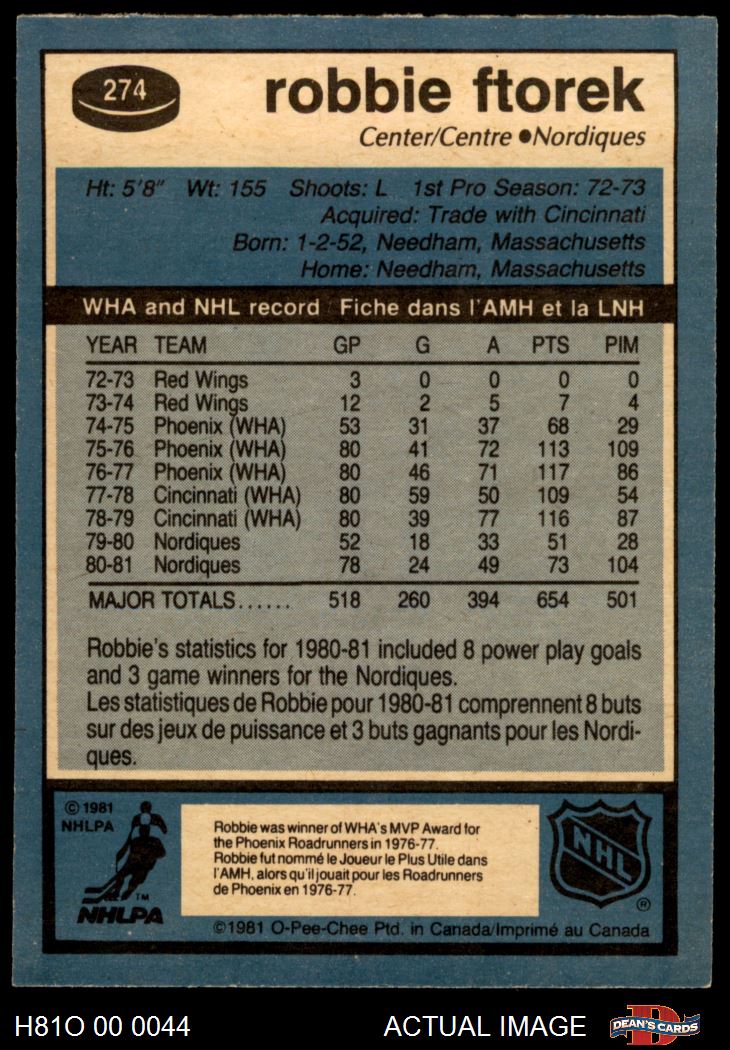 274
robbie ftorek
Center/Centre ●Nordiques
Ht: 5'8" Wt: 155 Shoots: L 1st Pro Season: 72-73
Acquired: Trade with Cincinnati
Born: 1-2-52, Needham, Massachusetts
Home: Needham, Massachusetts
WHA and NHL record Fiche dans l'AMH et la LNH
YEAR TEAM GP G A PTS PIM
72-73 Red Wings 3 0 0 0 0
73-74 Red Wings 12 2 5 7 4
74-75 Phoenix (WHA) 53 31 37 68 29
75-76 Phoenix (WHA) 80 41 72 113 109
76-77 Phoenix (WHA) 80 46 71 117 86
77-78 Cincinnati (WHA) 80 59 50 109 54
78-79 Cincinnati (WHA) 80 39 77 116 87
79-80 Nordiques 52 18 33 51 28
80-81 Nordiques 78 24 49 73 104
MAJOR TOTALS...... 518 260 394 654 501
Robbie's statistics for 1980-81 included 8 power play goals
and 3 game winners for the Nordiques.
Les statistiques de Robbie pour 1980-81 comprennent 8 buts
sur des jeux de puissance et 3 buts gagnants pour les Nordi-
ques.
© 1981
NHLPA
TM
NHLPA
Robbie was winner of WHA's MVP Award for
the Phoenix Roadrunners in 1976-77.
Robbie fut nommé le Joueur le Plus Utile dans
l'AMH, alors qu'il jouait pour les Roadrunners
de Phoenix en 1976-77.
NHL
®
©1981 O-Pee-Chee Ptd. in Canada/Imprimé au Canada
H81O 00 0044
ACTUAL IMAGE
D
DEAN'S CARDS